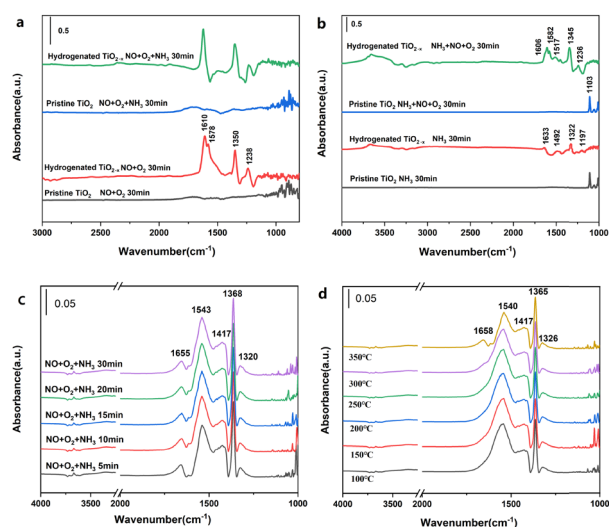 a
0.5
Hydrogenated TiO2-x NO+O2+NH3 30min
Pristine TiO2 NO+O2+NH3 30min
1610
1578
1350
1238
Hydrogenated TiO2-x NO+O2 30min
Pristine TiO2 NO+O2 30min
Absorbance(a.u.)
3000 2500 2000 1500 1000
Wavenumber(cm-1)
b
0.5
Hydrogenated TiO2-x NH3+NO+O2 30min
1606
1582
1517
1345
1236
Pristine TiO2 NH3+NO+O2 30min
1103
Hydrogenated TiO2-x NH3 30min
1633
1492
1322
1197
Pristine TiO2 NH3 30min
Absorbance(a.u.)
4000 3500 3000 2500 2000 1500 1000
Wavenumber(cm-1)
c
0.05
1368
1543
1417
1655
1320
NO+O2+NH3 30min
NO+O2+NH3 20min
NO+O2+NH3 15min
NO+O2+NH3 10min
NO+O2+NH3 5min
Absorbance(a.u.)
4000 3500 2000 1500 1000
Wavenumber(cm-1)
d
0.05
1365
1540
1417
1658
1326
350℃
300℃
250℃
200℃
150℃
100℃
Absorbance(a.u.)
4000 3500 2000 1500 1000
Wavenumber(cm-1)